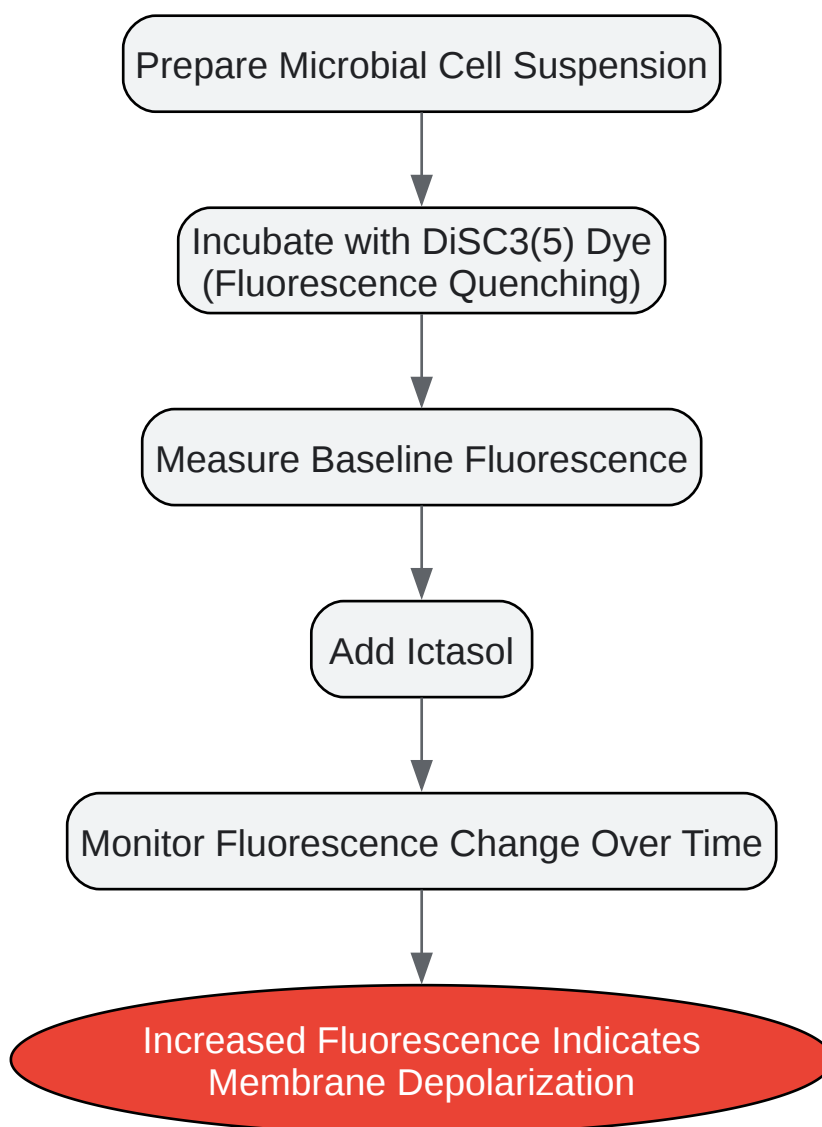 Prepare Microbial Cell Suspension
Incubate with DiSC3(5) Dye
(Fluorescence Quenching)
Measure Baseline Fluorescence
Add Ictasol
Monitor Fluorescence Change Over Time
Increased Fluorescence Indicates
Membrane Depolarization